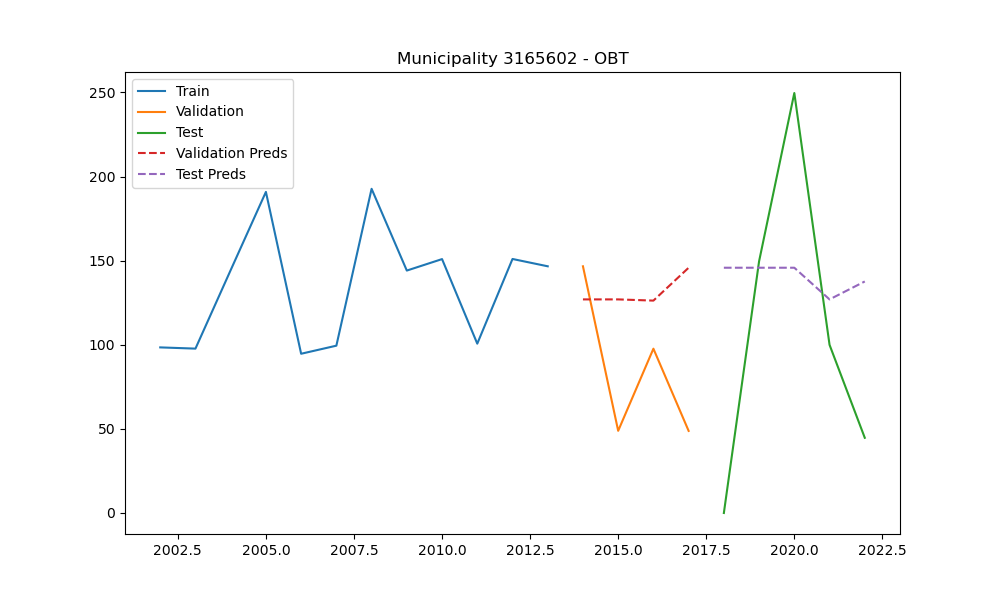 Municipality 3165602 - OBT
Train
Validation
Test
Validation Preds
Test Preds
250
200
150
100
50
0
2002.5 2005.0 2007.5 2010.0 2012.5 2015.0 2017.5 2020.0 2022.5